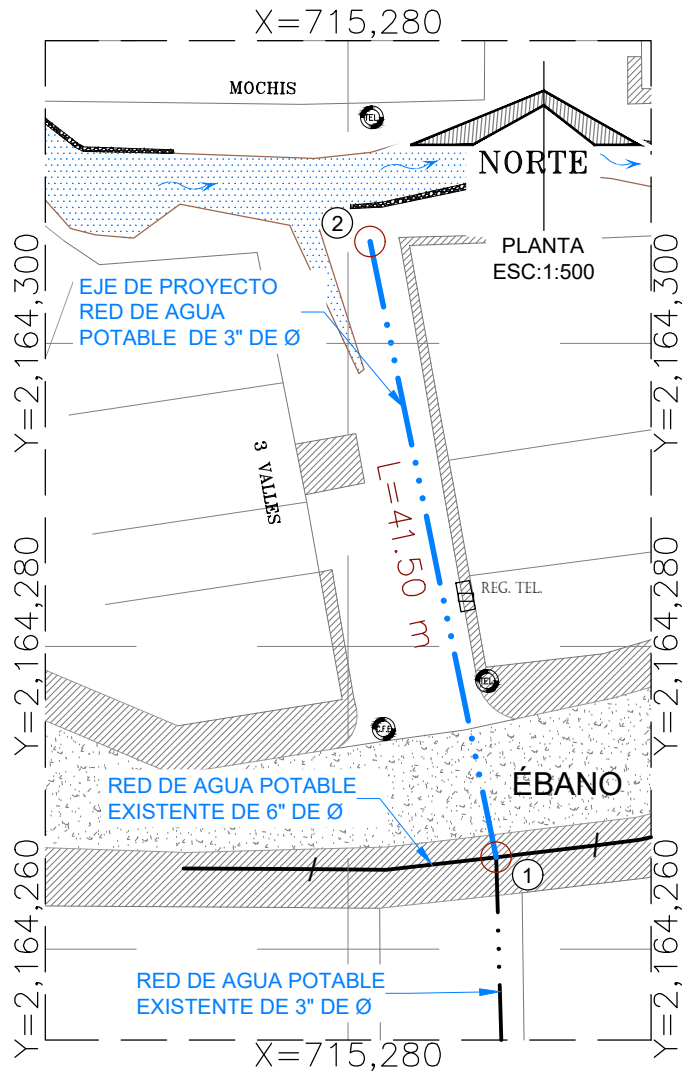 X=715,280
MOCHIS
TEL.
NORTE
2
PLANTA
ESC:1:500
Y=2,164,300
Y=2,164,300
EJE DE PROYECTO
RED DE AGUA
POTABLE DE 3" DE Ø
3 VALLES
L=41.50 m
REG. TEL.
Y=2,164,280
Y=2,164,280
TEL.
C.F.E.
ÉBANO
RED DE AGUA POTABLE
EXISTENTE DE 6" DE Ø
1
Y=2,164,260
Y=2,164,260
RED DE AGUA POTABLE
EXISTENTE DE 3" DE Ø
X=715,280